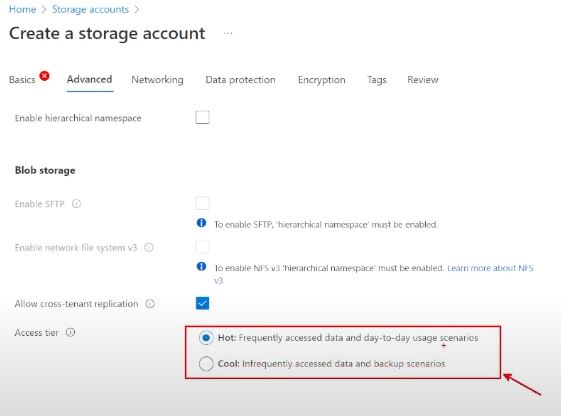 Home > Storage accounts >
Create a storage account ...
Basics Advanced Networking Data protection Encryption Tags Review
Enable hierarchical namespace
Blob storage
Enable SFTP
To enable SFTP, 'hierarchical namespace' must be enabled.
Enable network file system v3
To enable NFS v3 'hierarchical namespace' must be enabled. Learn more about NFS
v3
Allow cross-tenant replication
Access tier
Hot: Frequently accessed data and day-to-day usage scenarios
Cool: Infrequently accessed data and backup scenarios